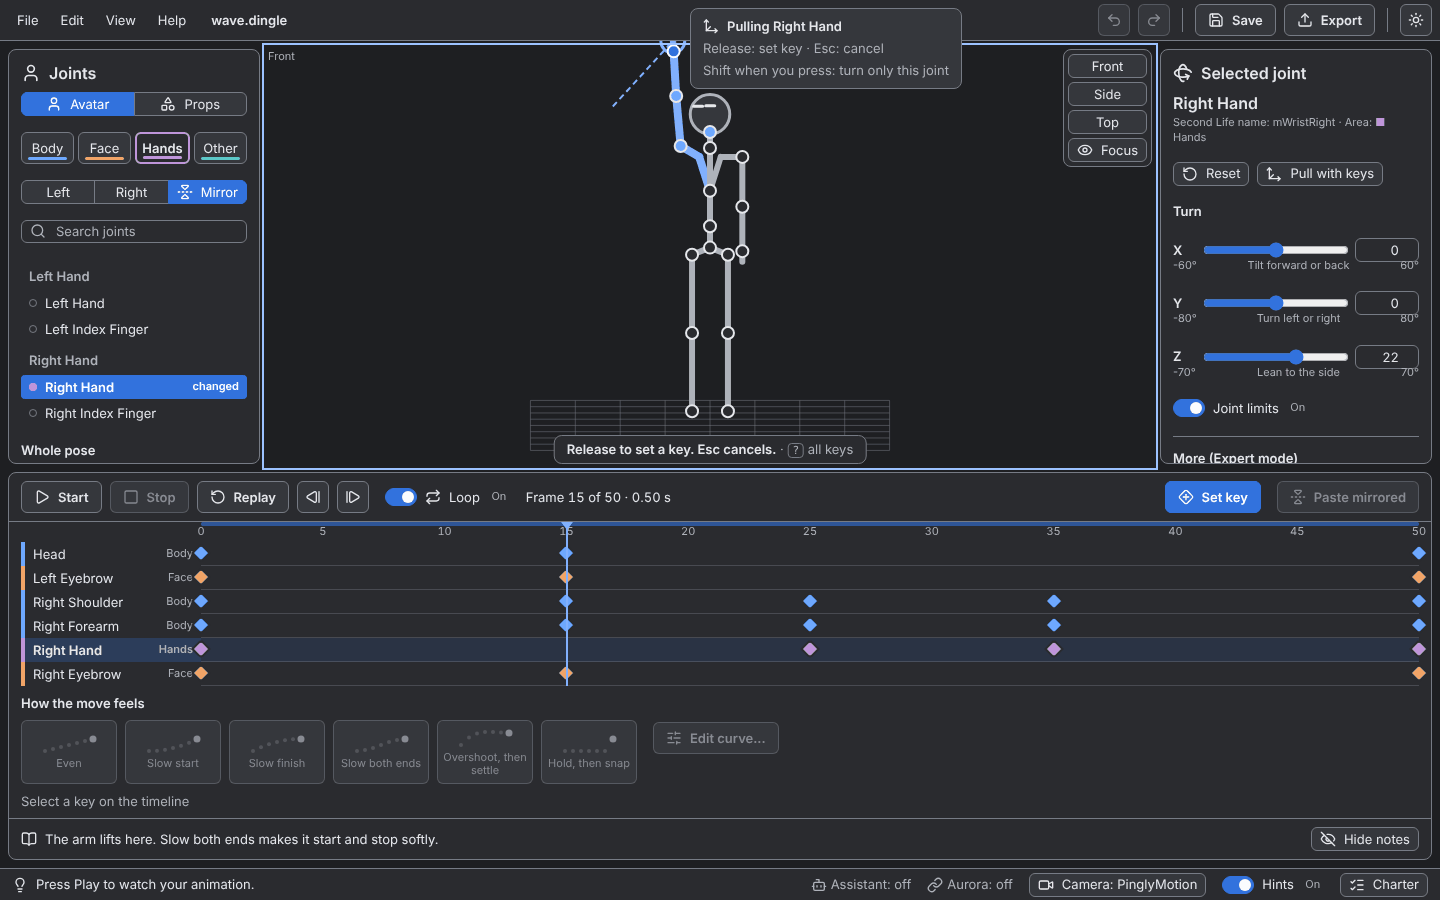 File Edit View Help wave.dingle
Save Export
Pulling Right Hand
Release: set key · Esc: cancel
Shift when you press: turn only this joint
Joints
Avatar Props
Body Face Hands Other
Left Right Mirror
Search joints
Left Hand
Left Hand
Left Index Finger
Right Hand
Right Hand changed
Right Index Finger
Whole pose
Front
Front
Side
Top
Focus
Release to set a key. Esc cancels. · ? all keys
Selected joint
Right Hand
Second Life name: mWristRight · Area:
Hands
Reset Pull with keys
Turn
X 0
-60° Tilt forward or back 60°
Y 0
-80° Turn left or right 80°
Z 22
-70° Lean to the side 70°
Joint limits On
More (Expert mode)
Start Stop Replay Loop On Frame 15 of 50 · 0.50 s Set key Paste mirrored
0 5 10 15 20 25 30 35 40 45 50
Head Body
Left Eyebrow Face
Right Shoulder Body
Right Forearm Body
Right Hand Hands
Right Eyebrow Face
How the move feels
Even
Slow start
Slow finish
Slow both ends
Overshoot, then
settle
Hold, then snap
Edit curve...
Select a key on the timeline
The arm lifts here. Slow both ends makes it start and stop softly.
Hide notes
Press Play to watch your animation.
Assistant: off Aurora: off Camera: PinglyMotion Hints On Charter